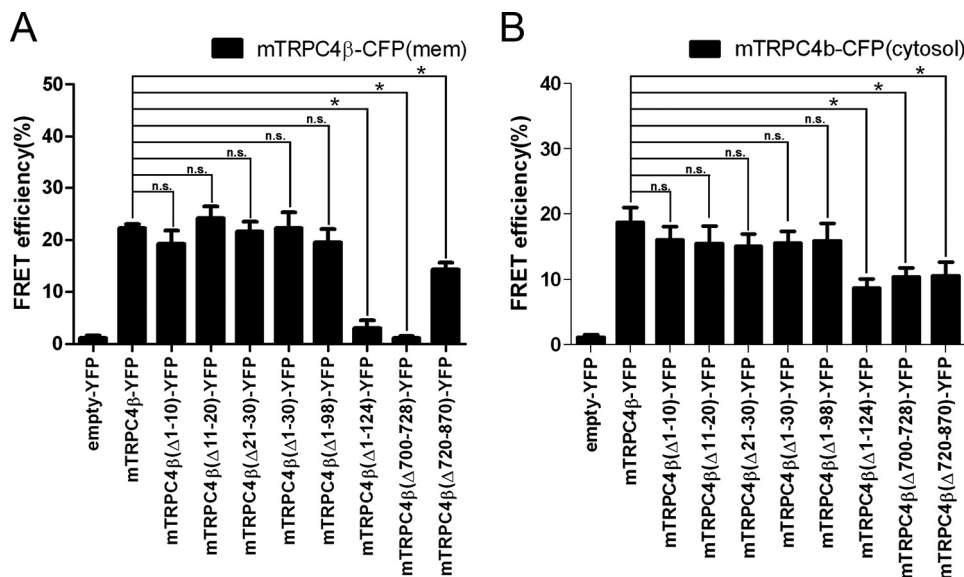 A
mTRPC4β-CFP(mem)
FRET efficiency(%)
50
40
30
20
10
0
*
*
*
n.s.
n.s.
n.s.
n.s.
n.s.
empty-YFP
mTRPC4β-YFP
mTRPC4β(Δ1-10)-YFP
mTRPC4β(Δ11-20)-YFP
mTRPC4β(Δ21-30)-YFP
mTRPC4β(Δ1-30)-YFP
mTRPC4β(Δ1-98)-YFP
mTRPC4β(Δ1-124)-YFP
mTRPC4β(Δ700-728)-YFP
mTRPC4β(Δ720-870)-YFP
B
mTRPC4b-CFP(cytosol)
FRET efficiency(%)
40
30
20
10
0
*
*
*
n.s.
n.s.
n.s.
n.s.
n.s.
empty-YFP
mTRPC4β-YFP
mTRPC4β(Δ1-10)-YFP
mTRPC4β(Δ11-20)-YFP
mTRPC4β(Δ21-30)-YFP
mTRPC4β(Δ1-30)-YFP
mTRPC4β(Δ1-98)-YFP
mTRPC4β(Δ1-124)-YFP
mTRPC4β(Δ700-728)-YFP
mTRPC4β(Δ720-870)-YFP